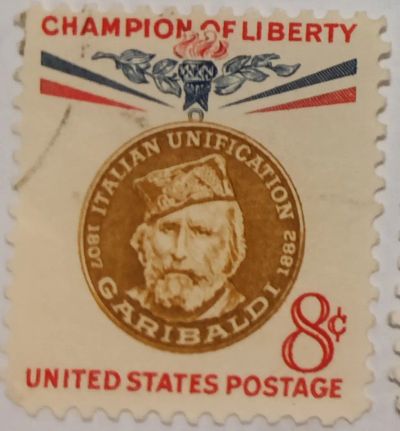 CHAMPION OF LIBERTY
ITALIAN UNIFICATION
1807
1882
GARIBALDI
8¢
UNITED STATES POSTAGE